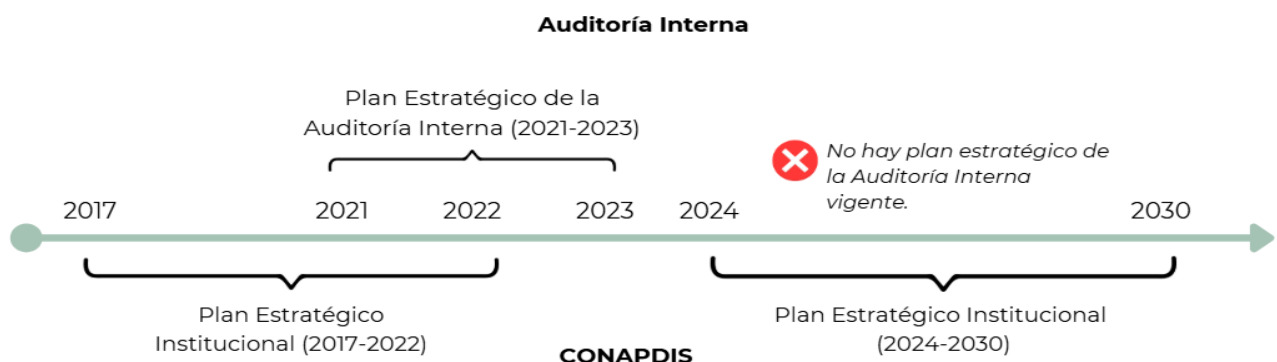 Auditoría Interna
Plan Estratégico de la
Auditoría Interna (2021-2023)
No hay plan estratégico de
la Auditoría Interna
vigente.
2017
2021
2022
2023
2024
2030
Plan Estratégico
Institucional (2017-2022)
Plan Estratégico Institucional
(2024-2030)
CONAPDIS